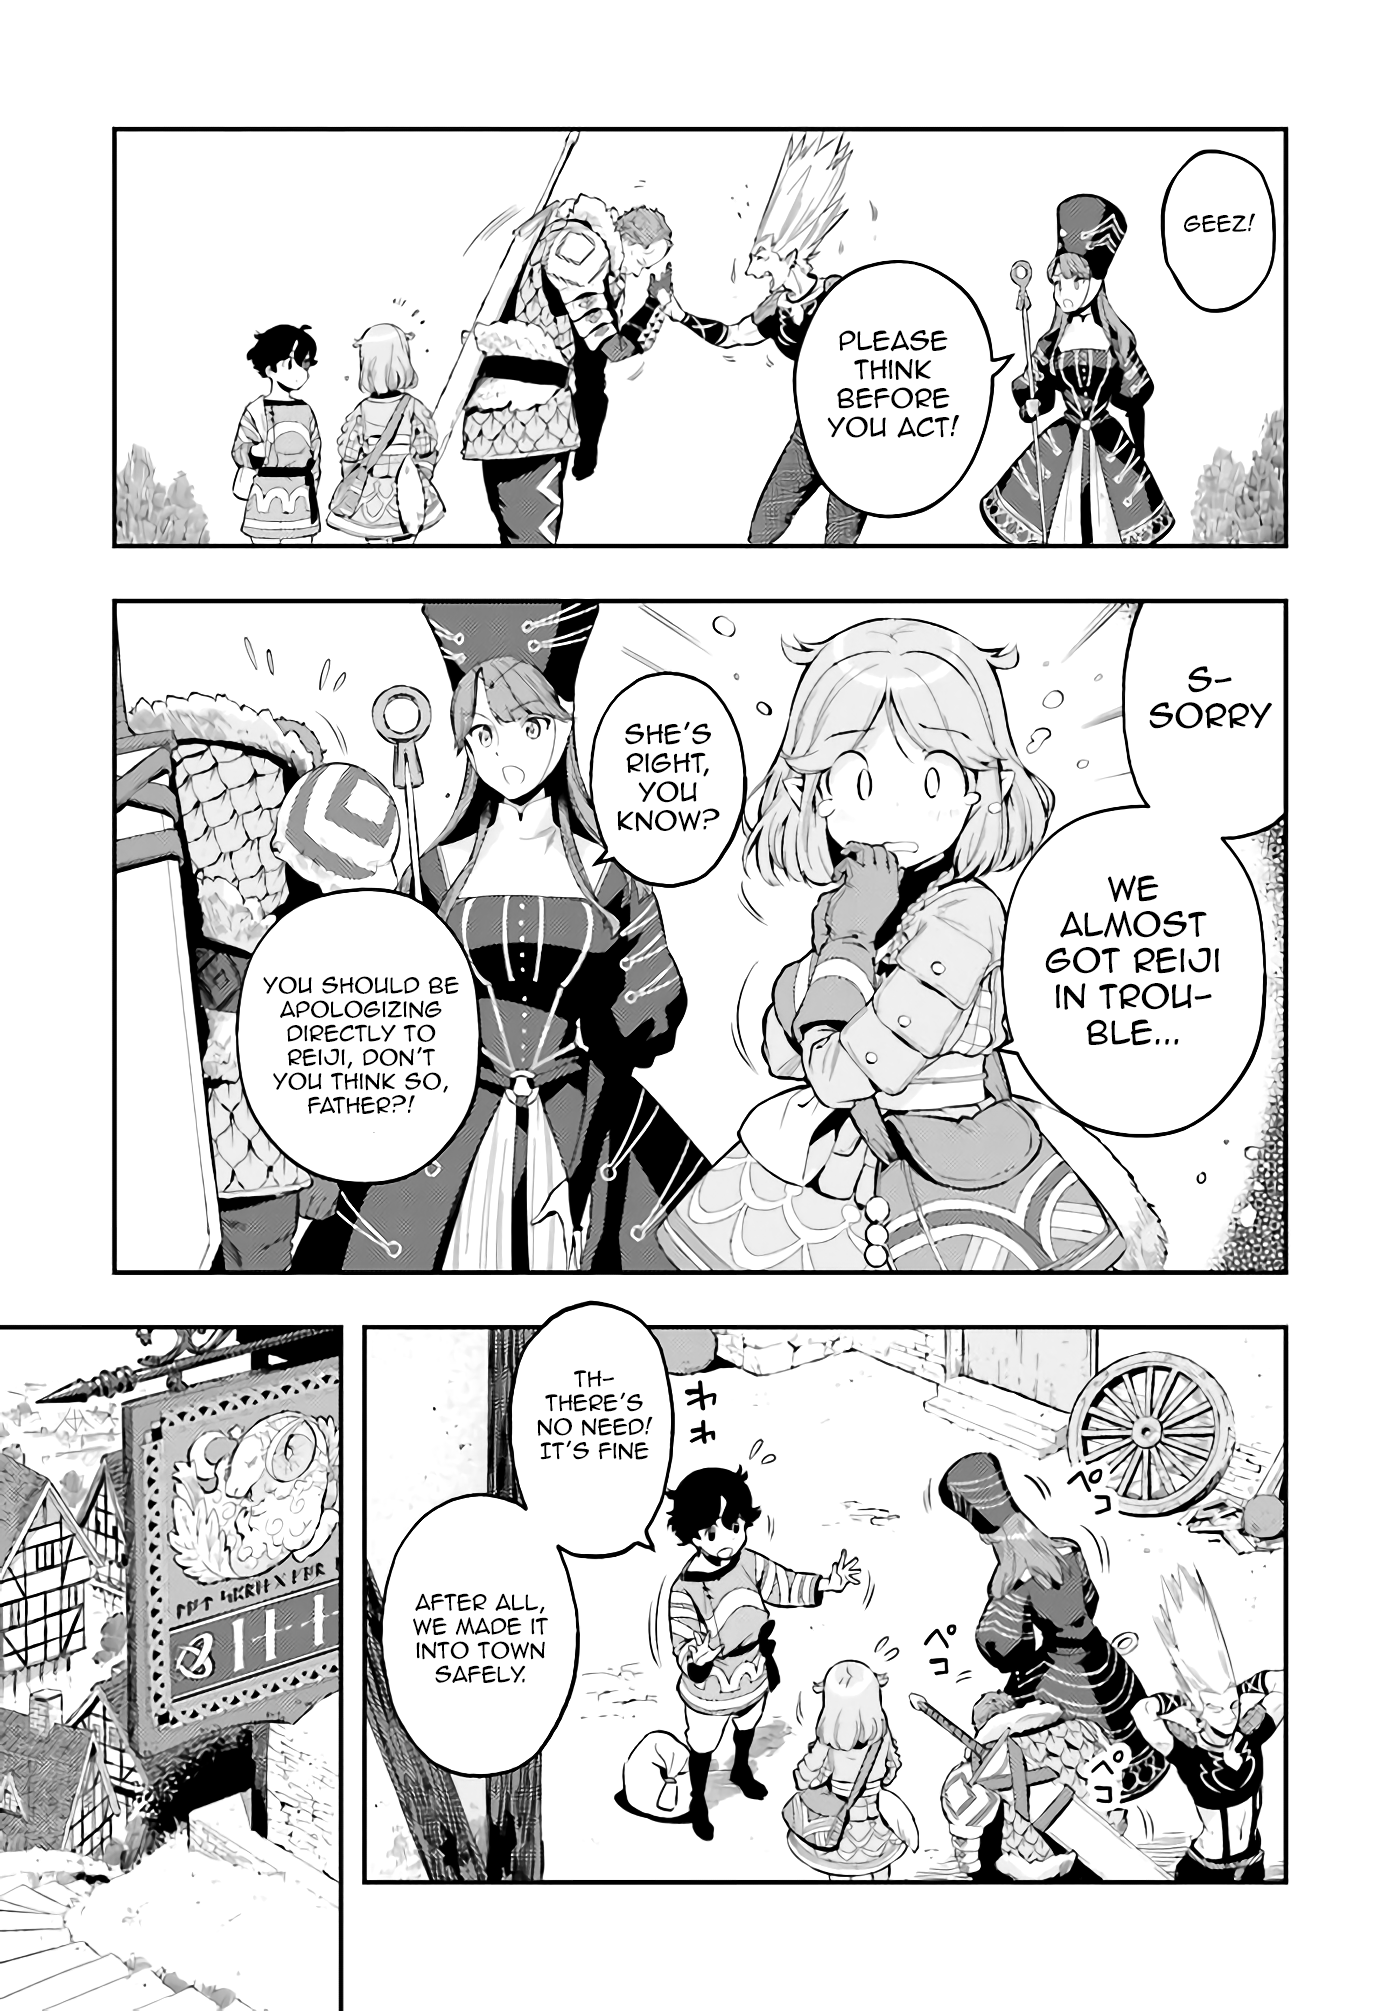 GEEZ!
PLEASE
THINK
BEFORE
YOU ACT!
S-
SORRY
WE
ALMOST
GOT REIJI
IN TROU-
BLE...
SHE'S
RIGHT,
YOU
KNOW?
YOU SHOULD BE
APOLOGIZING
DIRECTLY TO
REIJI, DON'T
YOU THINK SO,
FATHER?!
TH-
THERE'S
NO NEED!
IT'S FINE
オオ
ペコ
ペコ
ペコ
AFTER ALL,
WE MADE IT
INTO TOWN
SAFELY.